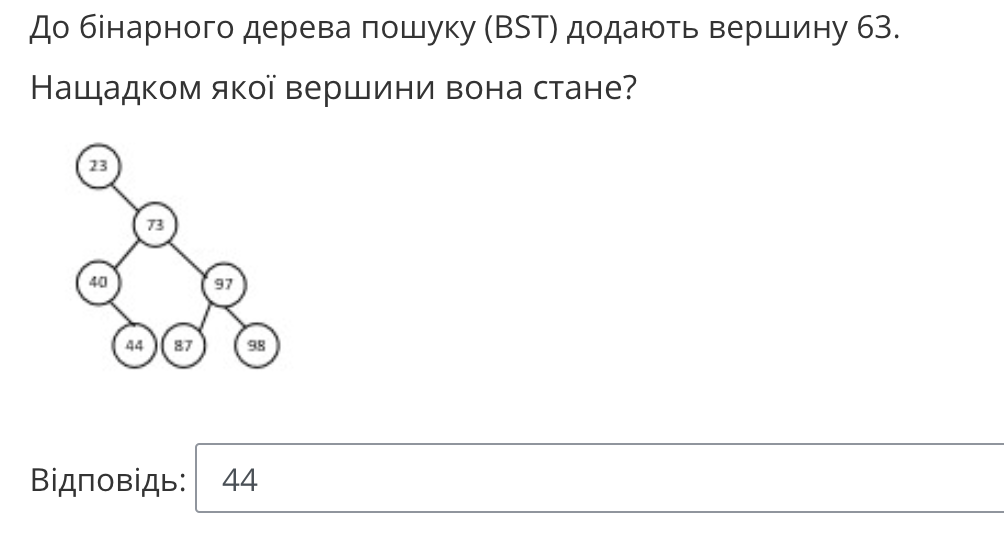 До бінарного дерева пошуку (BST) додають вершину 63.
Нащадком якої вершини вона стане?
23
73
40
97
44
87
98
Відповідь: 44